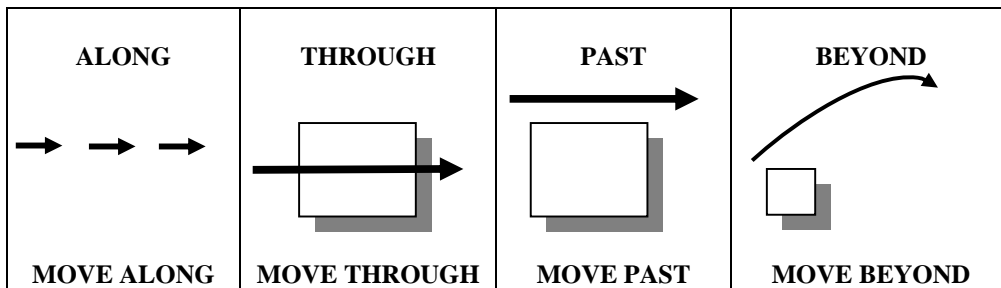 ALONG
THROUGH
PAST
BEYOND
MOVE ALONG
MOVE THROUGH
MOVE PAST
MOVE BEYOND